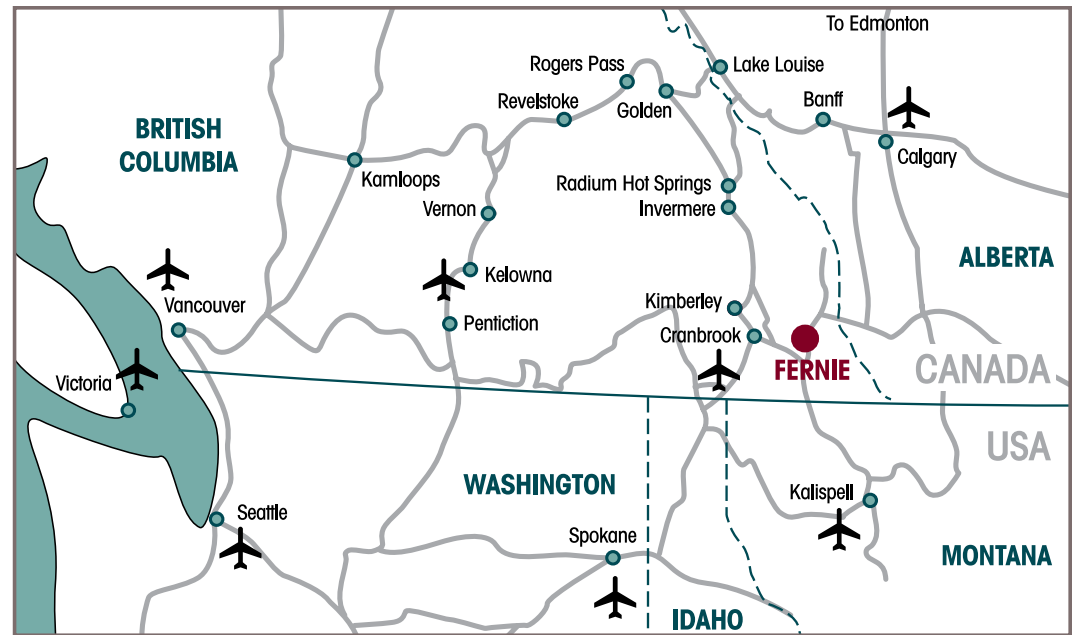 To Edmonton
Rogers Pass
Lake Louise
Revelstoke
Golden
Banff
BRITISH
COLUMBIA
Calgary
Kamloops
Radium Hot Springs
Vernon
Invermere
ALBERTA
Kelowna
Vancouver
Kimberley
Pentiction
Cranbrook
FERNIE
CANADA
Victoria
USA
WASHINGTON
Kalispell
Seattle
Spokane
MONTANA
IDAHO